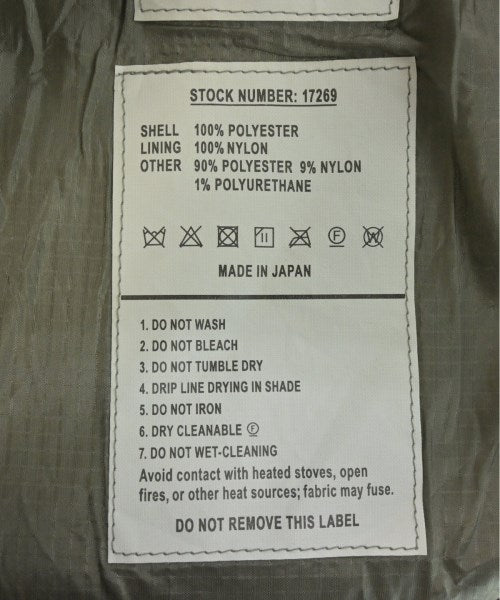 STOCK NUMBER: 17269
SHELL 100% POLYESTER
LINING 100% NYLON
OTHER 90% POLYESTER 9% NYLON
1% POLYURETHANE
F W
MADE IN JAPAN
1. DO NOT WASH
2. DO NOT BLEACH
3. DO NOT TUMBLE DRY
4. DRIP LINE DRYING IN SHADE
5. DO NOT IRON
6. DRY CLEANABLE Ⓕ
7. DO NOT WET-CLEANING
Avoid contact with heated stoves, open
fires, or other heat sources; fabric may fuse.
DO NOT REMOVE THIS LABEL